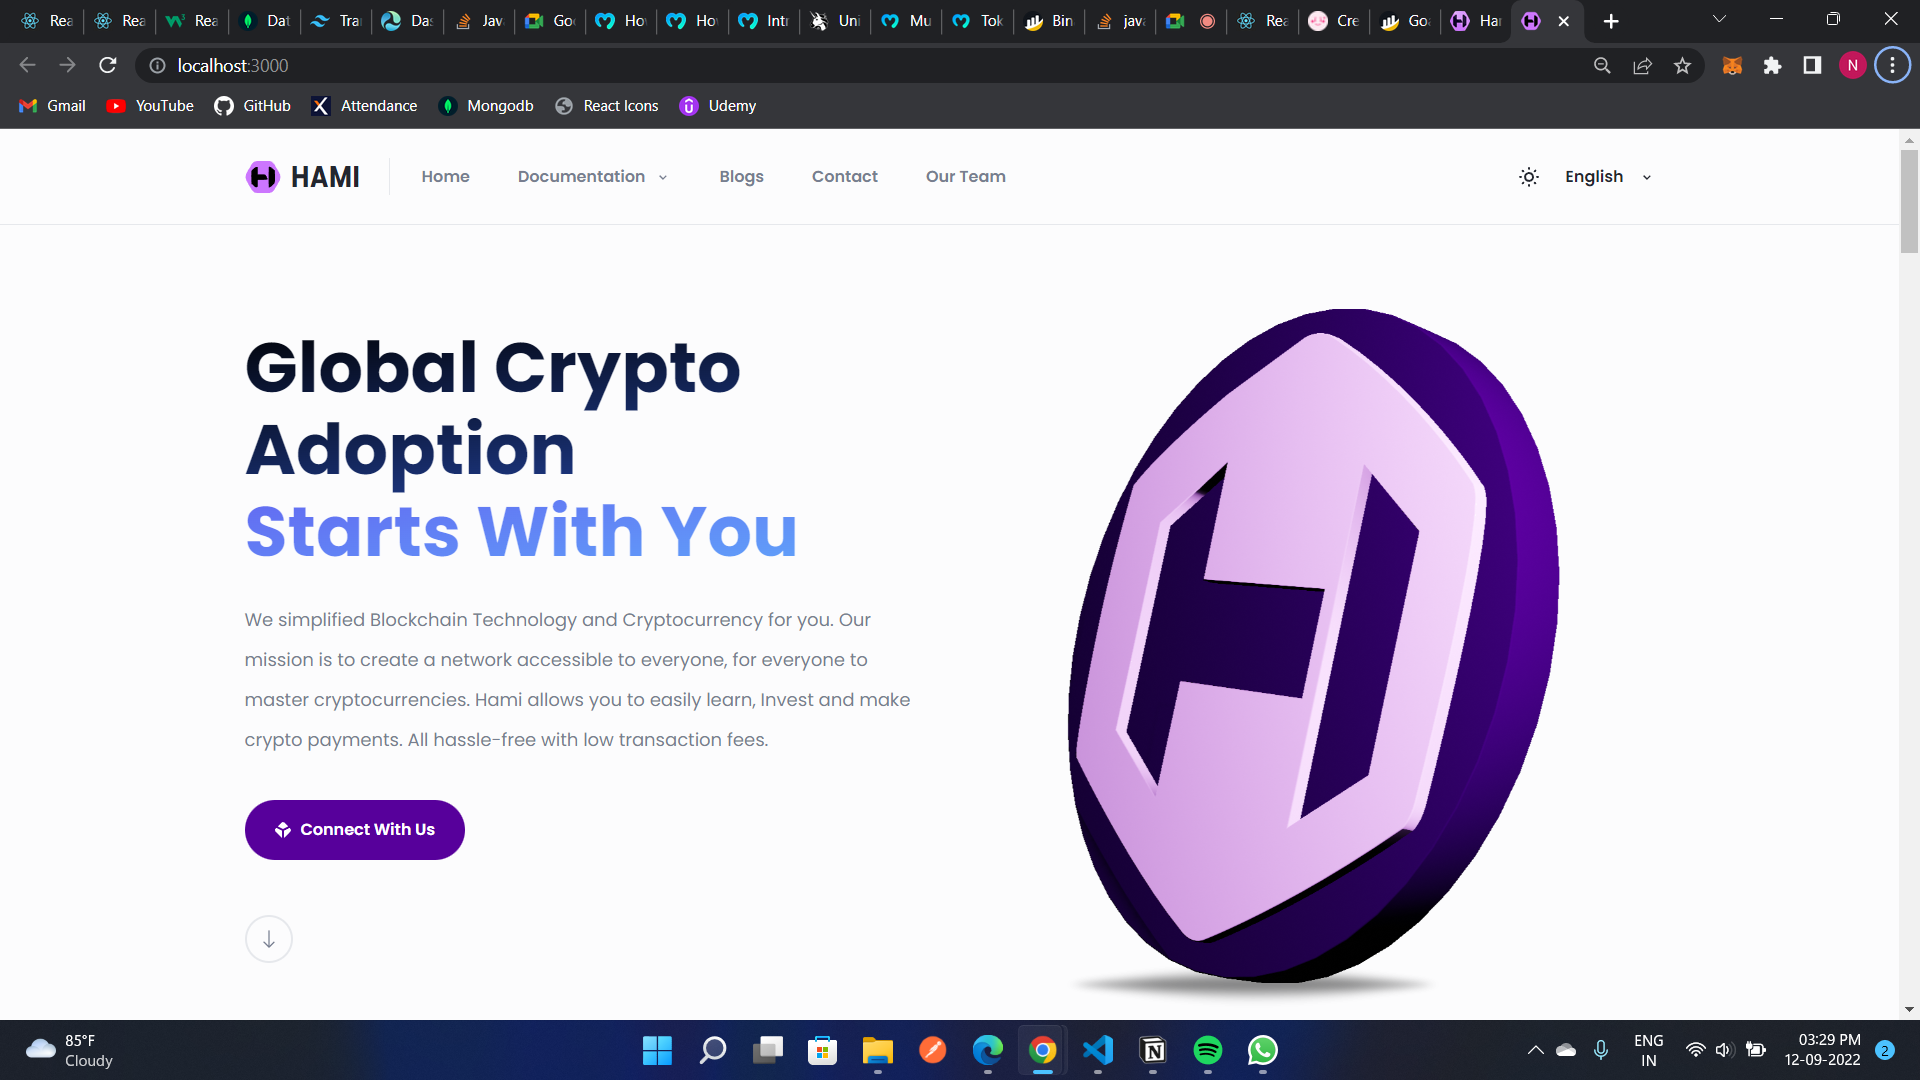 Rea
Rea
Rea
Dat
Tra
Das
Jav
Goo
Ho
Ho
Intr
Uni
Mu
Tok
Bin
java
Rea
Cre
Go
Har
localhost:3000
N
Gmail
YouTube
GitHub
Attendance
Mongodb
React Icons
Udemy
HAMI
Home
Documentation
Blogs
Contact
Our Team
English
Global Crypto
Adoption
Starts With You
We simplified Blockchain Technology and Cryptocurrency for you. Our
mission is to create a network accessible to everyone, for everyone to
master cryptocurrencies. Hami allows you to easily learn, Invest and make
crypto payments. All hassle-free with low transaction fees.
Connect With Us
85°F
Cloudy
ENG
IN
03:29 PM
12-09-2022
2